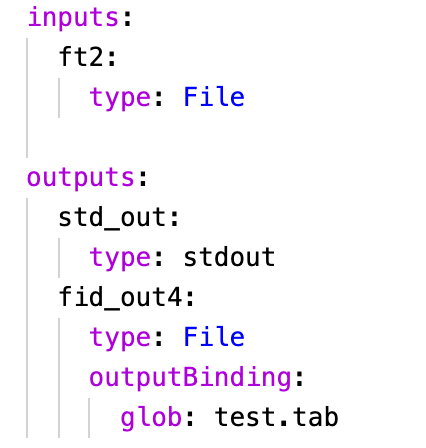 inputs:
  ft2:
    type: File
outputs:
  std_out:
    type: stdout
  fid_out4:
    type: File
    outputBinding:
      glob: test.tab